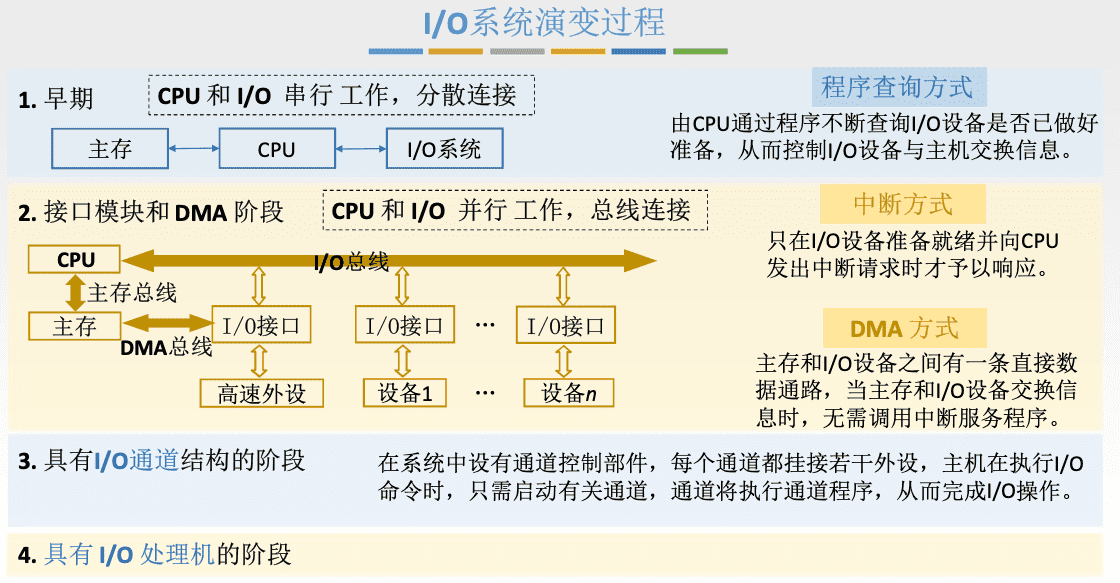 I/O系统演变过程
1. 早期
CPU 和 I/O 串行 工作，分散连接
程序查询方式
主存
CPU
I/O系统
由CPU通过程序不断查询I/O设备是否已做好
准备，从而控制I/O设备与主机交换信息。
2. 接口模块和 DMA 阶段
CPU 和 I/O 并行 工作，总线连接
中断方式
只在I/O设备准备就绪并向CPU
发出中断请求时才予以响应。
CPU
I/O总线
主存总线
主存
DMA总线
I/O接口
I/O接口
···
I/O接口
高速外设
设备1
···
设备n
DMA 方式
主存和I/O设备之间有一条直接数
据通路，当主存和I/O设备交换信
息时，无需调用中断服务程序。
3. 具有I/O通道结构的阶段
在系统中设有通道控制部件，每个通道都挂接若干外设，主机在执行I/O
命令时，只需启动有关通道，通道将执行通道程序，从而完成I/O操作。
4. 具有 I/O 处理机的阶段